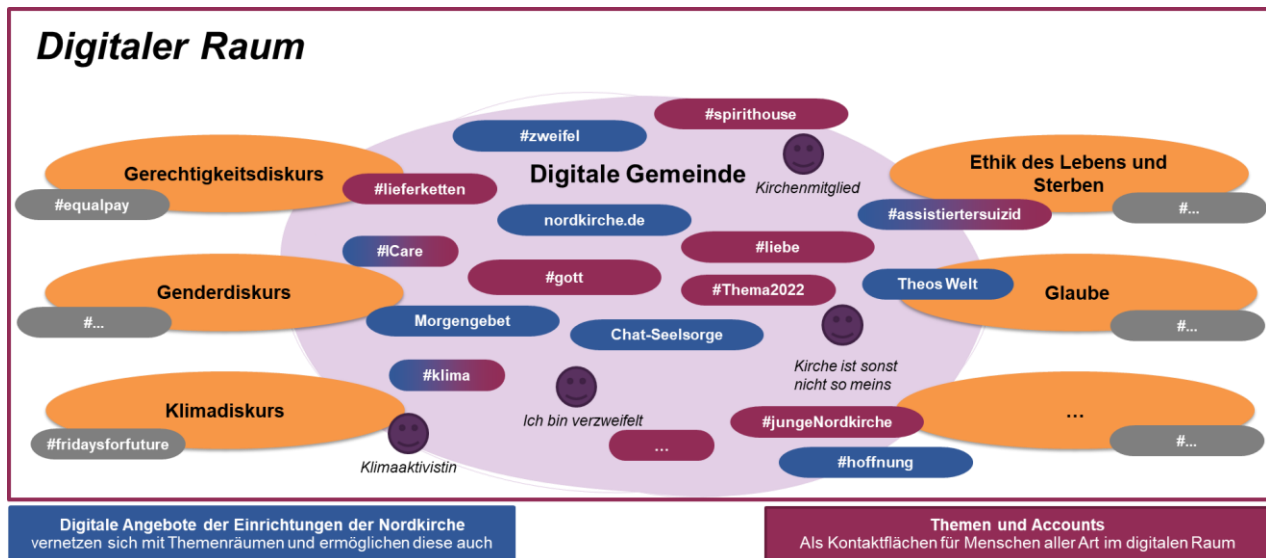 Digitaler Raum
#spirithouse
#zweifel
Gerechtigkeitsdiskurs
#lieferketten
#equalpay
Digitale Gemeinde
Kirchenmitglied
Ethik des Lebens und
Sterben
#assistiertersuizid
#...
nordkirche.de
#ICare
#liebe
#gott
#Thema2022
Genderdiskurs
#...
Theos Welt
Glaube
#...
Morgengebet
Chat-Seelsorge
Kirche ist sonst
nicht so meins
#klima
Ich bin verzweifelt
Klimadiskurs
#fridaysforfuture
Klimaaktivistin
#jungeNordkirche
...
#...
...
#hoffnung
Digitale Angebote der Einrichtungen der Nordkirche
vernetzen sich mit Themenräumen und ermöglichen diese auch
Themen und Accounts
Als Kontaktflächen für Menschen aller Art im digitalen Raum